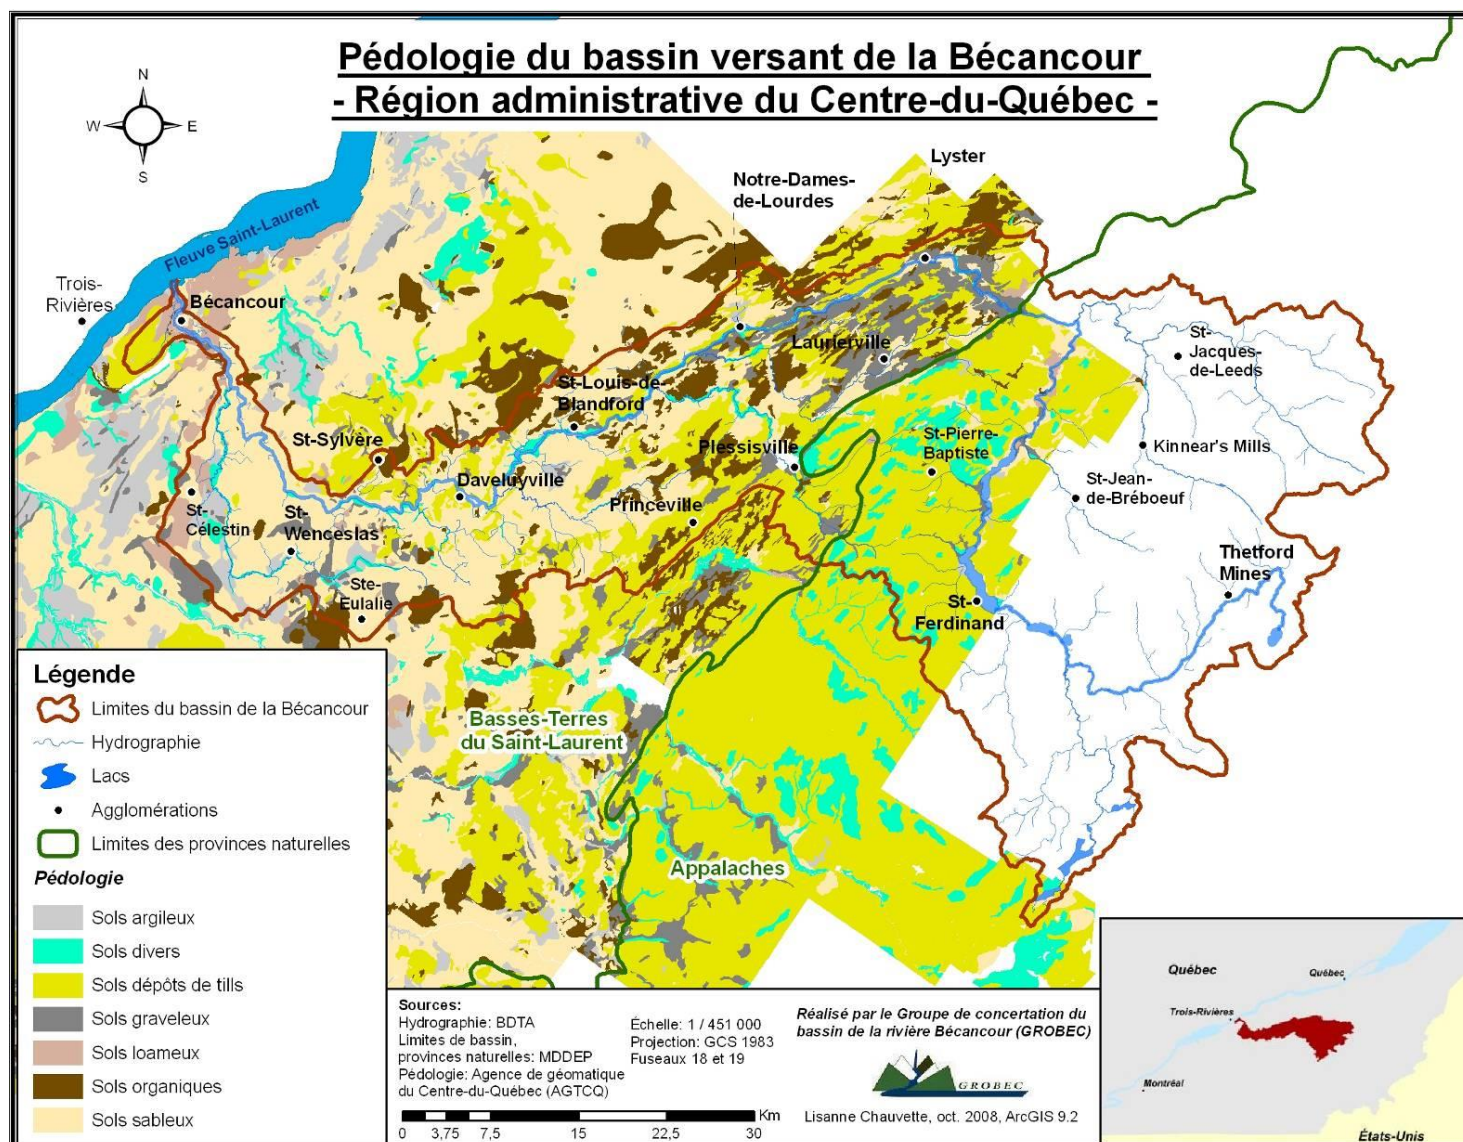 Pédologie du bassin versant de la Bécancour
- Région administrative du Centre-du-Québec -
N
W
E
S
Fleuve Saint-Laurent
Trois-
Rivières
Bécancour
Notre-Dames-
de-Lourdes
Lyster
Laurierville
St-
Jacques-
de-Leeds
St-Louis-de-
Blandford
St-Sylvère
Plessisville
St-Pierre-
Baptiste
Kinnear's Mills
Daveluyville
St-Jean-
de-Bréboeuf
Princeville
St-
Célestin
St-
Wenceslas
Ste-
Eulalie
Thetford
Mines
St-
Ferdinand
Basses-Terres
du Saint-Laurent
Appalaches
Légende
Limites du bassin de la Bécancour
Hydrographie
Lacs
Agglomérations
Limites des provinces naturelles
Pédologie
Sols argileux
Sols divers
Sols dépôts de tills
Sols graveleux
Sols loameux
Sols organiques
Sols sableux
Sources:
Hydrographie: BDTA
Limites de bassin,
provinces naturelles: MDDEP
Pédologie: Agence de géomatique
du Centre-du-Québec (AGTCQ)
Échelle: 1 / 451 000
Projection: GCS 1983
Fuseaux 18 et 19
Km
0 3,75 7,5 15 22,5 30
Réalisé par le Groupe de concertation du
bassin de la rivière Bécancour (GROBEC)
GROBEC
Lisanne Chauvette, oct. 2008, ArcGIS 9.2
Québec
Québec
Trois-Rivières
Montréal
États-Unis